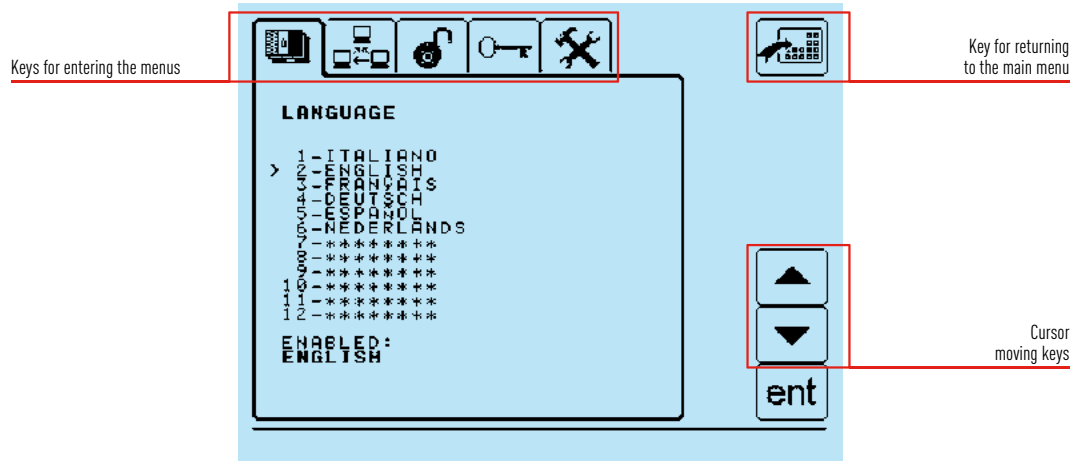 Keys for entering the menus
Key for returning
to the main menu
LANGUAGE
1-ITALIANO
> 2-ENGLISH
3-FRANÇAIS
4-DEUTSCH
5-ESPAÑOL
6-NEDERLANDS
7-********
8-********
9-********
10-********
11-********
12-********
ENABLED:
ENGLISH
Cursor
moving keys
ent